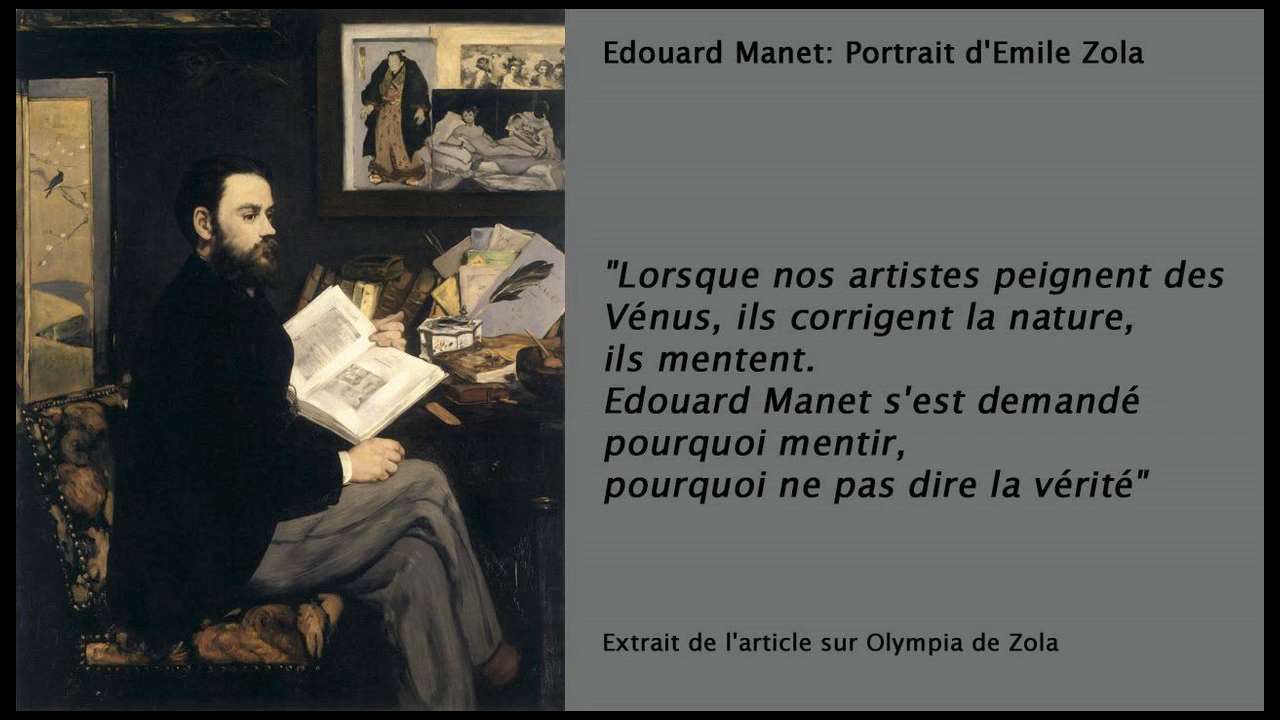 Edouard Manet: Portrait d'Emile Zola
"Lorsque nos artistes peignent des
Vénus, ils corrigent la nature,
ils mentent.
Edouard Manet s'est demandé
pourquoi mentir,
pourquoi ne pas dire la vérité"
Extrait de l'article sur Olympia de Zola